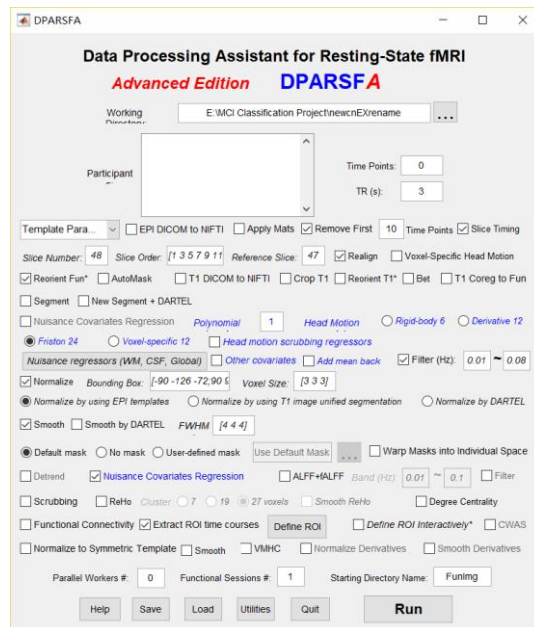 DPARSFA
Data Processing Assistant for Resting-State fMRI
Advanced Edition DPARSFA
Working E:\MCI Classification Project\newcnEXrename ...
Participant Time Points: 0
TR (s): 3
Template Para... EPI DICOM to NIFTI Apply Mats Remove First 10 Time Points Slice Timing
Slice Number: 48 Slice Order: [1 3 5 7 9 11 Reference Slice: 47 Realign Voxel-Specific Head Motion
Reorient Fun* AutoMask T1 DICOM to NIFTI Crop T1 Reorient T1* Bet T1 Coreg to Fun
Segment New Segment + DARTEL
Nuisance Covariates Regression Polynomial 1 Head Motion Rigid-body 6 Derivative 12
Friston 24 Voxel-specific 12 Head motion scrubbing regressors
Nuisance regressors (WM, CSF, Global) Other covariates Add mean back Filter (Hz): 0.01 ~ 0.08
Normalize Bounding Box: [-90 -126 -72;90 9 Voxel Size: [3 3 3]
Normalize by using EPI templates Normalize by using T1 image unified segmentation Normalize by DARTEL
Smooth Smooth by DARTEL FWHM [4 4 4]
Default mask No mask User-defined mask Use Default Mask ... Warp Masks into Individual Space
Detrend Nuisance Covariates Regression ALFF+fALFF Band (Hz): 0.01 ~ 0.1 Filter
Scrubbing ReHo Cluster 7 19 27 voxels Smooth ReHo Degree Centrality
Functional Connectivity Extract ROI time courses Define ROI Define ROI Interactively* CWAS
Normalize to Symmetric Template Smooth VMHC Normalize Derivatives Smooth Derivatives
Parallel Workers #: 0 Functional Sessions #: 1 Starting Directory Name: FunImg
Help Save Load Utilities Quit Run